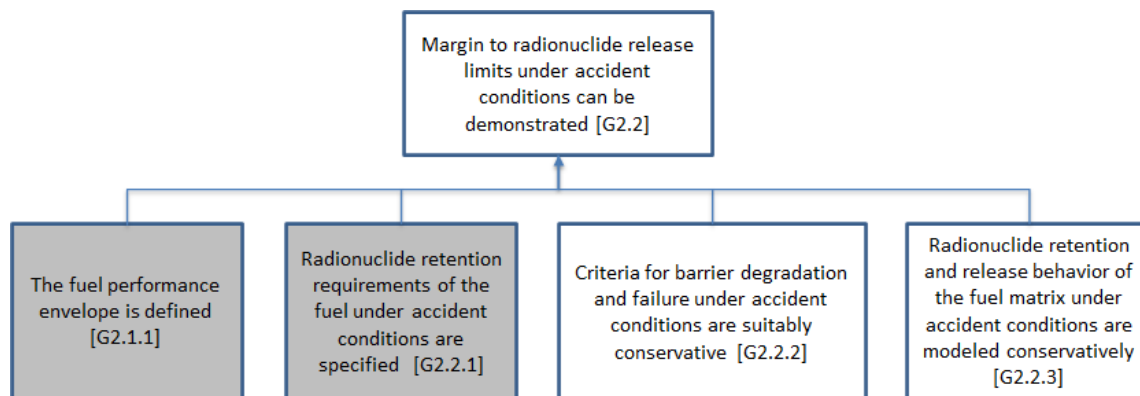 Margin to radionuclide release
limits under accident
conditions can be
demonstrated [G2.2]
The fuel performance
envelope is defined
[G2.1.1]
Radionuclide retention
requirements of the
fuel under accident
conditions are
specified [G2.2.1]
Criteria for barrier degradation
and failure under accident
conditions are suitably
conservative [G2.2.2]
Radionuclide retention
and release behavior of
the fuel matrix under
accident conditions are
modeled conservatively
[G2.2.3]